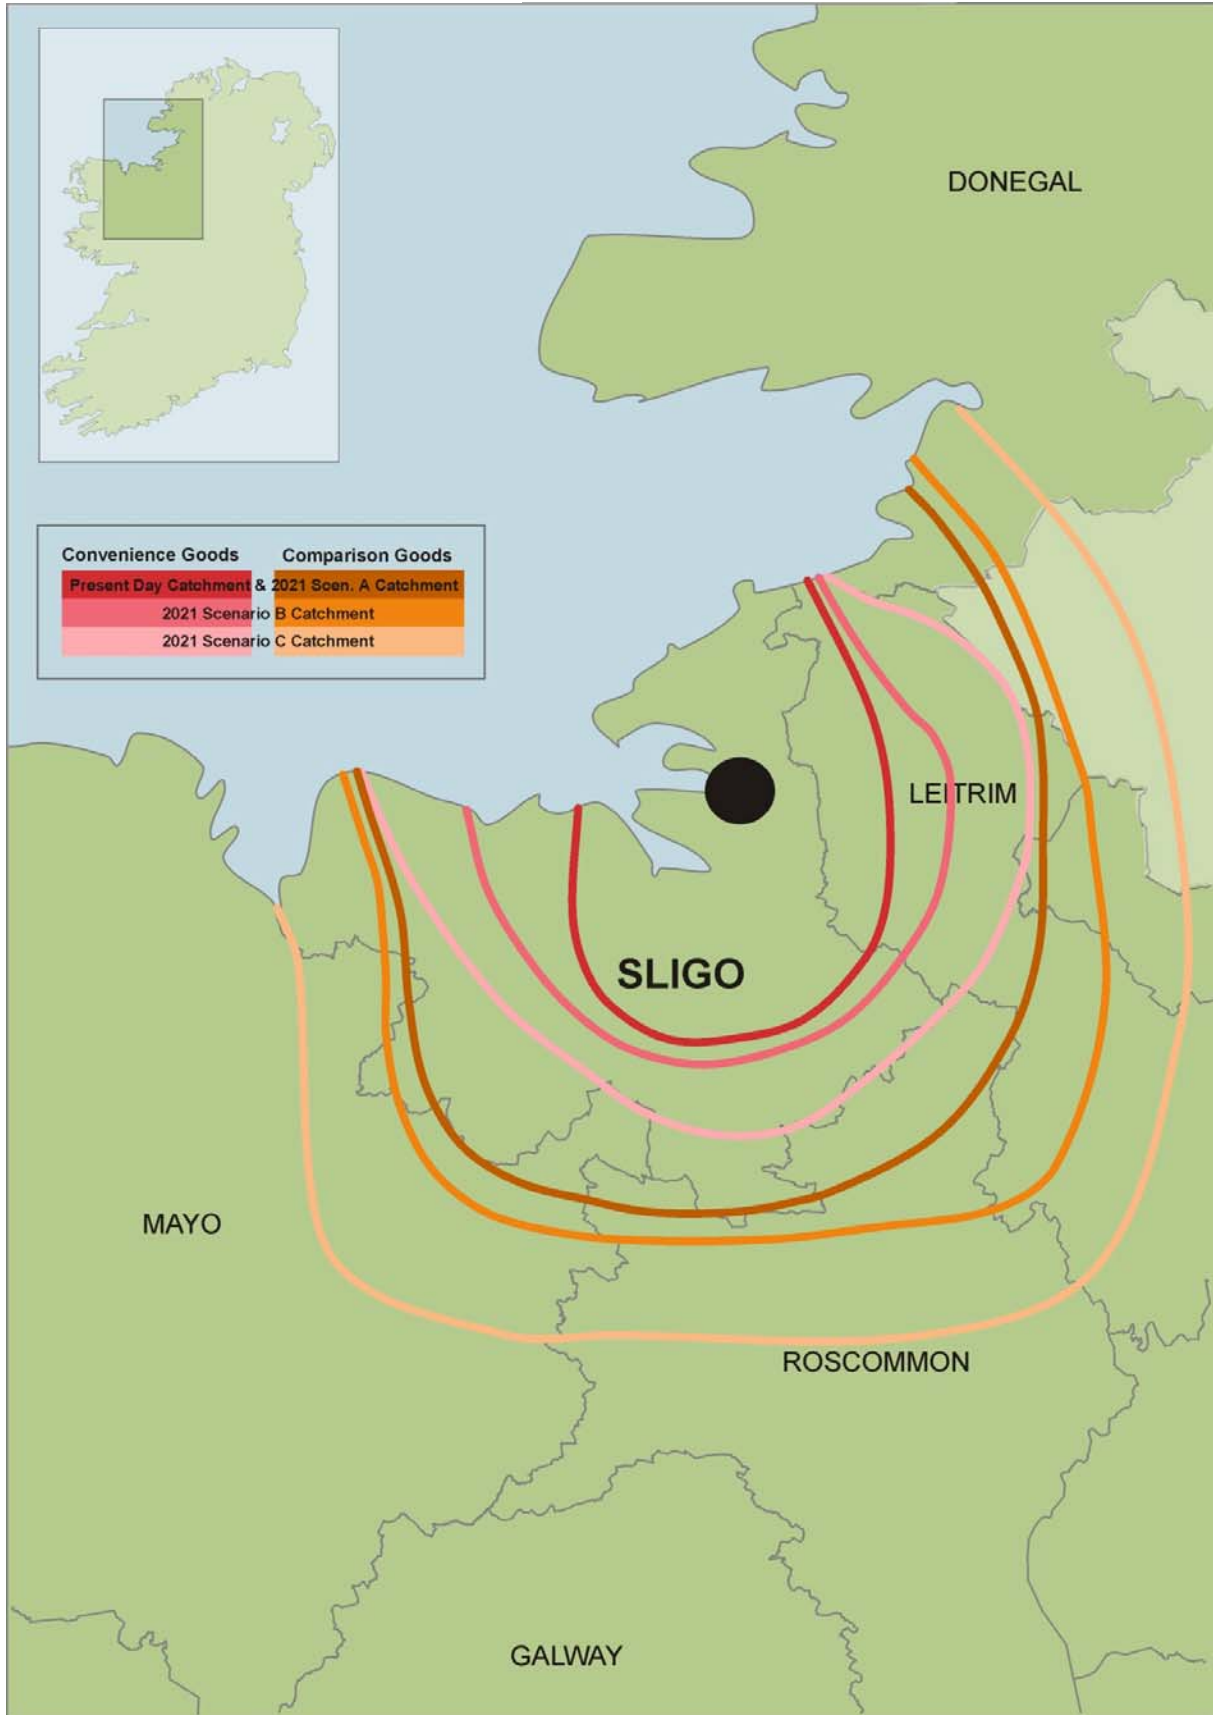 DONEGAL
Convenience Goods Comparison Goods
Present Day Catchment & 2021 Scen. A Catchment
2021 Scenario B Catchment
2021 Scenario C Catchment
LEITRIM
SLIGO
MAYO
ROSCOMMON
GALWAY